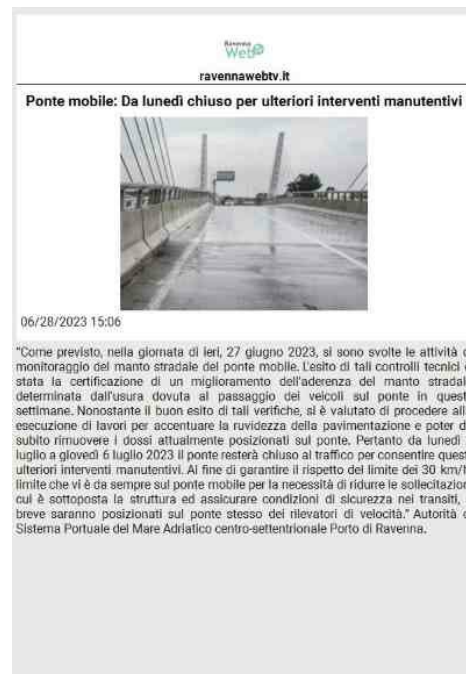 Ravenna
Web
ravennawebtv.it
Ponte mobile: Da lunedì chiuso per ulteriori interventi manutentivi
06/28/2023 15:06
"Come previsto, nella giornata di ieri, 27 giugno 2023, si sono svolte le attività
monitoraggio del manto stradale del ponte mobile. L'esito di tali controlli tecnici
stata la certificazione di un miglioramento dell'aderenza del manto stradal
determinata dall'usura dovuta al passaggio dei veicoli sul ponte in quest
settimane. Nonostante il buon esito di tali verifiche, si è valutato di procedere all
esecuzione di lavori per accentuare la ruvidezza della pavimentazione e poter d
subito rimuovere i dossi attualmente posizionati sul ponte. Pertanto da lunedì
luglio a giovedì 6 luglio 2023 il ponte resterà chiuso al traffico per consentire quest
ulteriori interventi manutentivi. Al fine di garantire il rispetto del limite dei 30 km/h
limite che vi è da sempre sul ponte mobile per la necessità di ridurre le sollecitazion
cui è sottoposta la struttura ed assicurare condizioni di sicurezza nei transiti,
breve saranno posizionati sul ponte stesso dei rilevatori di velocità." Autorità
Sistema Portuale del Mare Adriatico centro-settentrionale Porto di Ravenna.